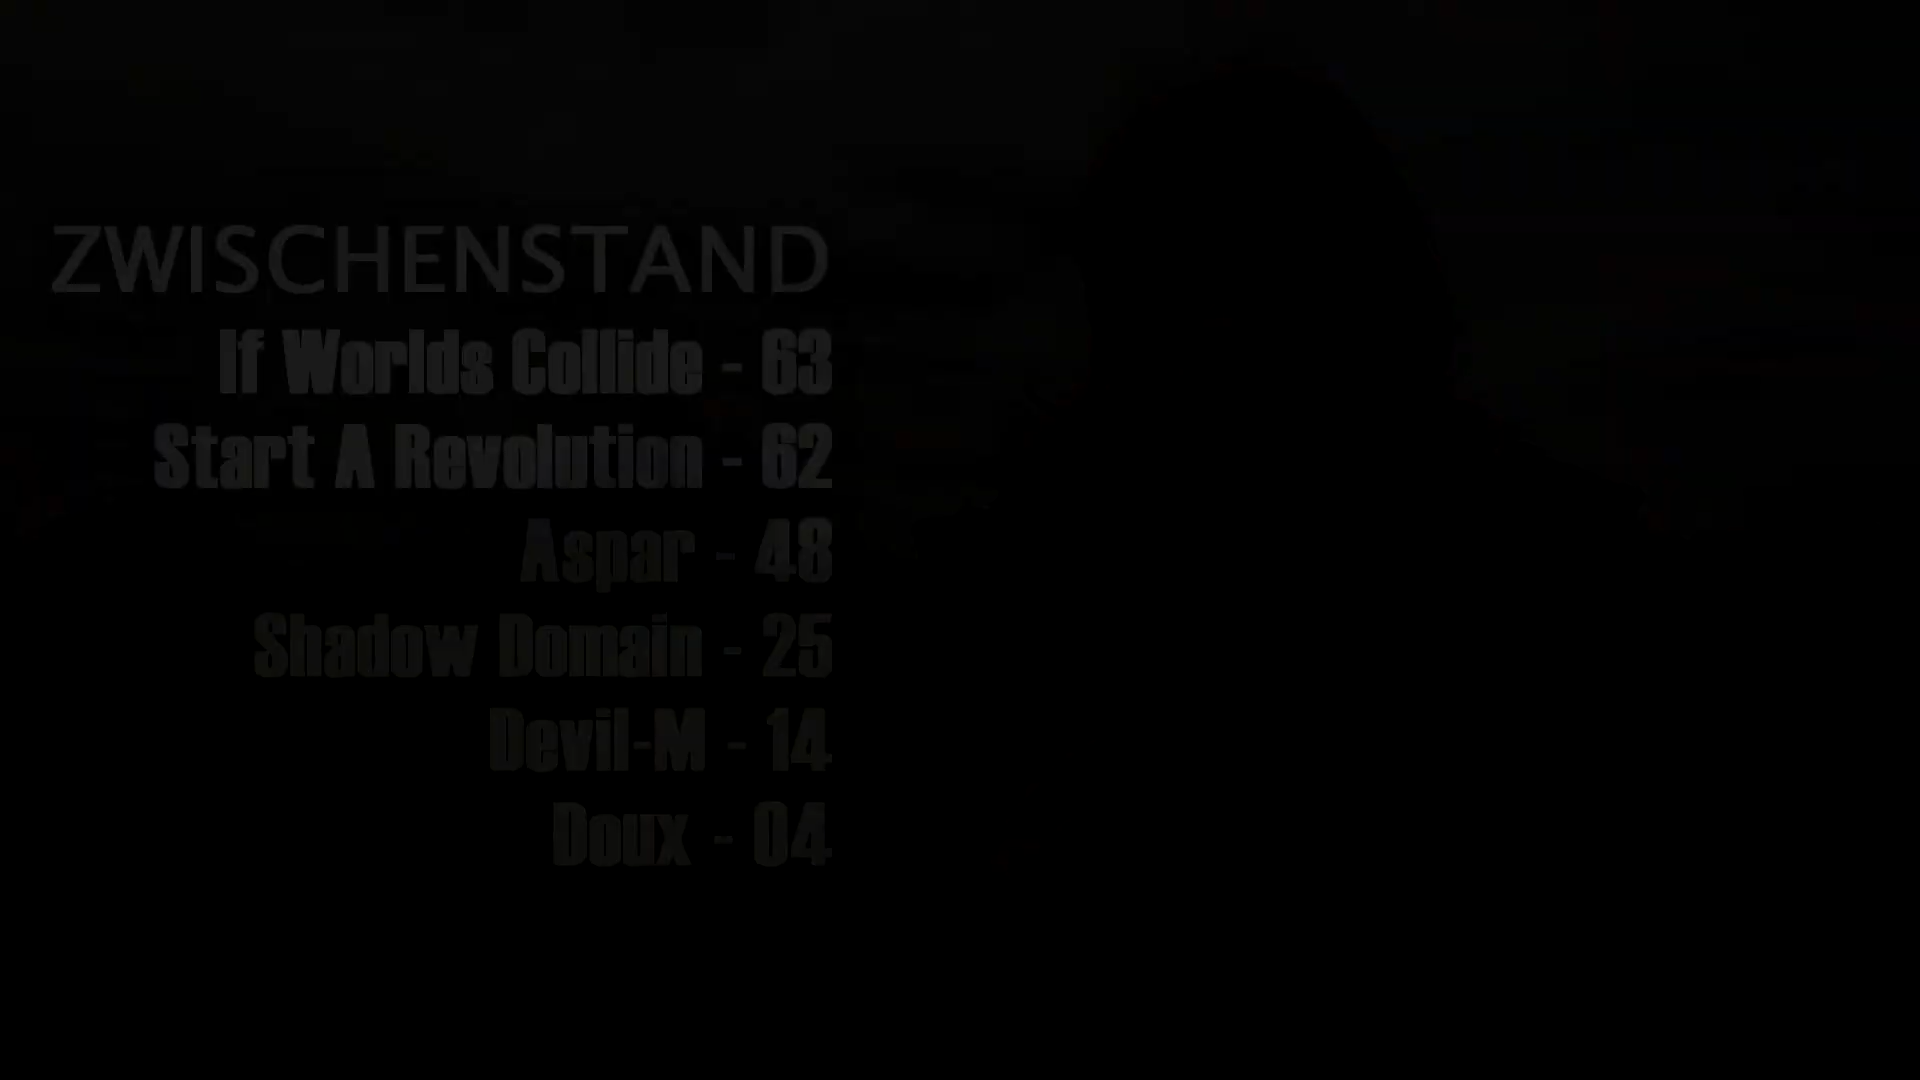 ZWISCHENSTAND
If Worlds Collide - 63
Start A Revolution - 62
Aspar - 48
Shadow Domain - 25
Devil-M - 14
Doux - 04